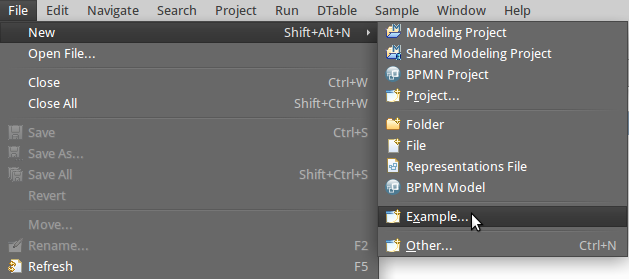 File Edit Navigate Search Project Run DTable Sample Window Help
New Shift+Alt+N
Open File...
Close Ctrl+W
Close All Shift+Ctrl+W
Save Ctrl+S
Save As...
Save All Shift+Ctrl+S
Revert
Move...
Rename... F2
Refresh F5
Modeling Project
Shared Modeling Project
BPMN Project
Project...
Folder
File
Representations File
BPMN Model
Example...
Other... Ctrl+N